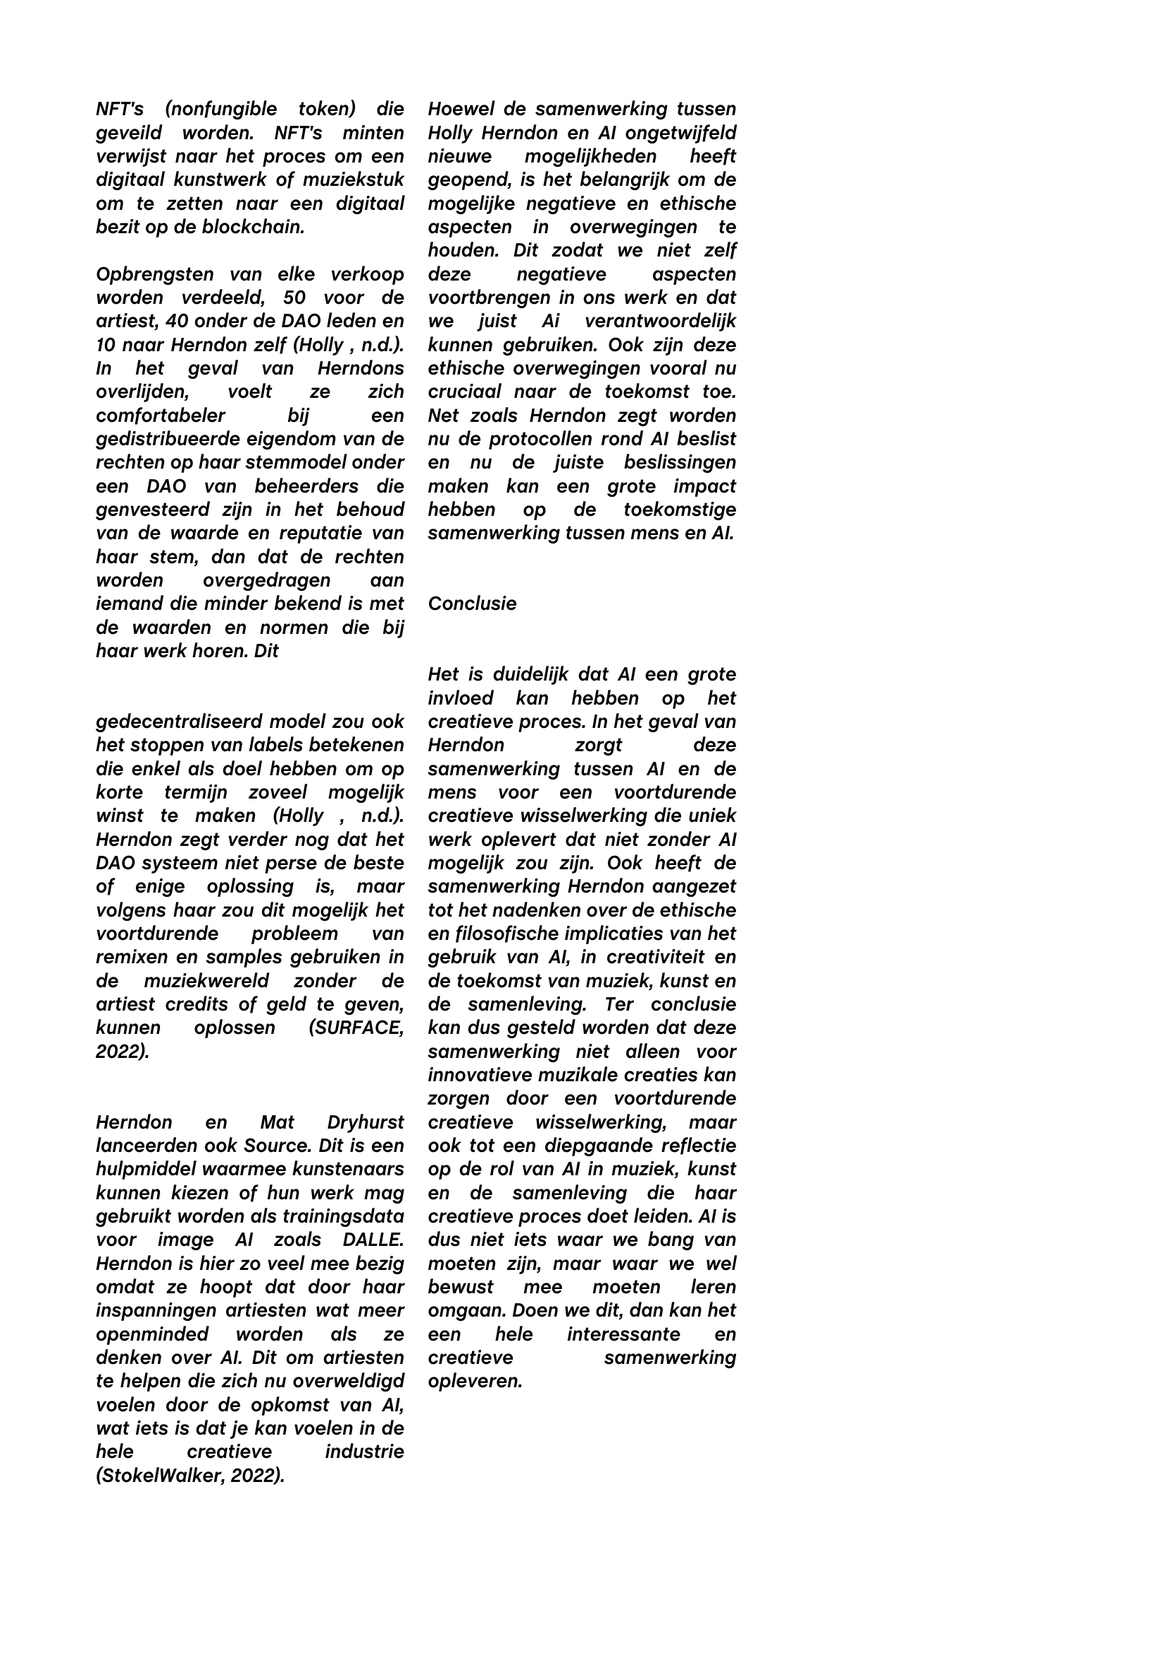 NFT's (nonfungible token) die
geveild worden. NFT's minten
verwijst naar het proces om een
digitaal kunstwerk of muziekstuk
om te zetten naar een digitaal
bezit op de blockchain.
Opbrengsten van elke verkoop
worden verdeeld, 50 voor de
artiest, 40 onder de DAO leden en
10 naar Herndon zelf (Holly , n.d.).
In het geval van Herndons
overlijden, voelt ze zich
comfortabeler bij een
gedistribueerde eigendom van de
rechten op haar stemmodel onder
een DAO van beheerders die
genvesteerd zijn in het behoud
van de waarde en reputatie van
haar stem, dan dat de rechten
worden overgedragen aan
iemand die minder bekend is met
de waarden en normen die bij
haar werk horen. Dit
gedecentraliseerd model zou ook
het stoppen van labels betekenen
die enkel als doel hebben om op
korte termijn zoveel mogelijk
winst te maken (Holly , n.d.).
Herndon zegt verder nog dat het
DAO systeem niet perse de beste
of enige oplossing is, maar
volgens haar zou dit mogelijk het
voortdurende probleem van
remixen en samples gebruiken in
de muziekwereld zonder de
artiest credits of geld te geven,
kunnen oplossen (SURFACE,
2022).
Herndon en Mat Dryhurst
lanceerden ook Source. Dit is een
hulpmiddel waarmee kunstenaars
kunnen kiezen of hun werk mag
gebruikt worden als trainingsdata
voor image AI zoals DALLE.
Herndon is hier zo veel mee bezig
omdat ze hoopt dat door haar
inspanningen artiesten wat meer
openminded worden als ze
denken over AI. Dit om artiesten
te helpen die zich nu overweldigd
voelen door de opkomst van AI,
wat iets is dat je kan voelen in de
hele creatieve industrie
(StokelWalker, 2022).
Hoewel de samenwerking tussen
Holly Herndon en AI ongetwijfeld
nieuwe mogelijkheden heeft
geopend, is het belangrijk om de
mogelijke negatieve en ethische
aspecten in overwegingen te
houden. Dit zodat we niet zelf
deze negatieve aspecten
voortbrengen in ons werk en dat
we juist Ai verantwoordelijk
kunnen gebruiken. Ook zijn deze
ethische overwegingen vooral nu
cruciaal naar de toekomst toe.
Net zoals Herndon zegt worden
nu de protocollen rond AI beslist
en nu de juiste beslissingen
maken kan een grote impact
hebben op de toekomstige
samenwerking tussen mens en AI.
Conclusie
Het is duidelijk dat AI een grote
invloed kan hebben op het
creatieve proces. In het geval van
Herndon zorgt deze
samenwerking tussen AI en de
mens voor een voortdurende
creatieve wisselwerking die uniek
werk oplevert dat niet zonder AI
mogelijk zou zijn. Ook heeft de
samenwerking Herndon aangezet
tot het nadenken over de ethische
en filosofische implicaties van het
gebruik van AI, in creativiteit en
de toekomst van muziek, kunst en
de samenleving. Ter conclusie
kan dus gesteld worden dat deze
samenwerking niet alleen voor
innovatieve muzikale creaties kan
zorgen door een voortdurende
creatieve wisselwerking, maar
ook tot een diepgaande reflectie
op de rol van AI in muziek, kunst
en de samenleving die haar
creatieve proces doet leiden. AI is
dus niet iets waar we bang van
moeten zijn, maar waar we wel
bewust mee moeten leren
omgaan. Doen we dit, dan kan het
een hele interessante en
creatieve samenwerking
opleveren.